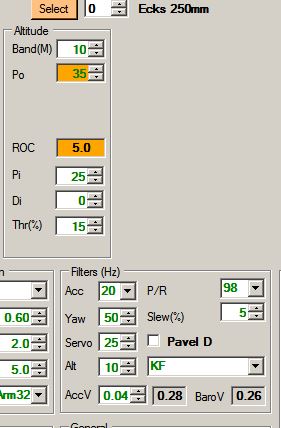 Select 0 Ecks 250mm
Altitude
Band(M) 10
Po 35
ROC 5.0
Pi 25
Di 0
Thr(%) 15
Filters (Hz)
Acc 20 P/R 98
0.60 Yaw 50 Slew(%) 5
2.0 Servo 25 Pavel D
5.0 Alt 10 KF
Arm32 AccV 0.04 0.28 BaroV 0.26
General